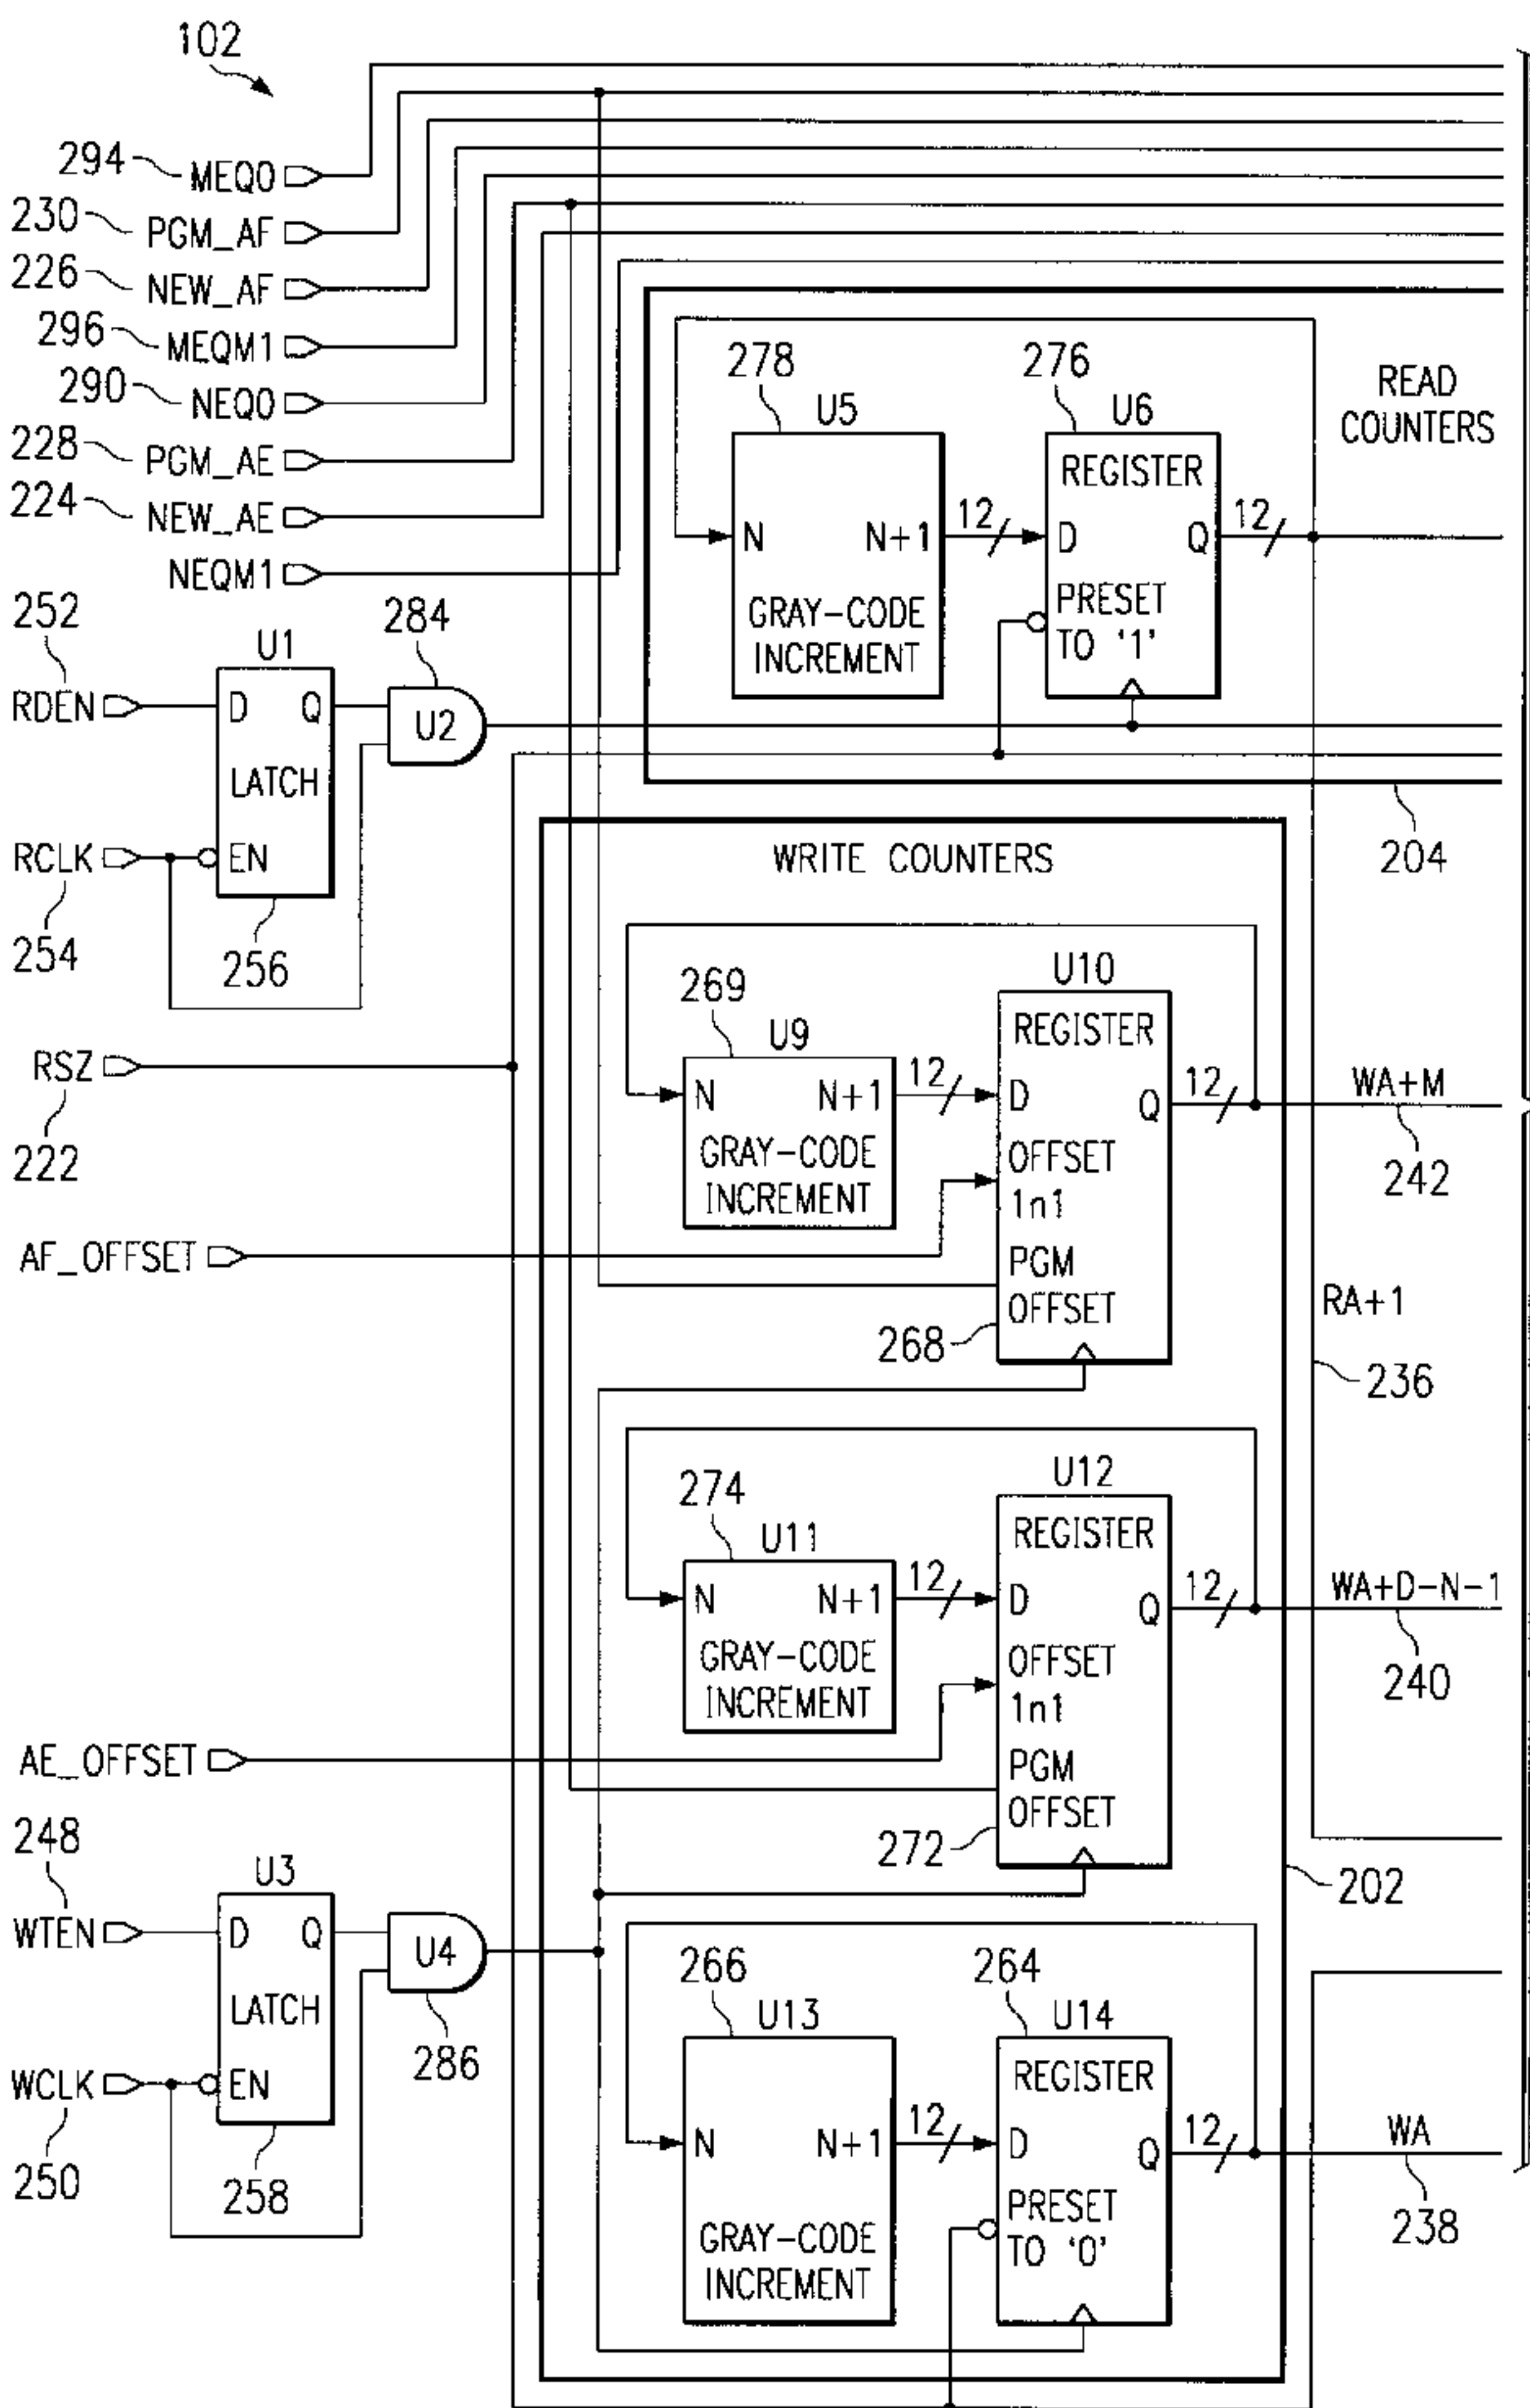 102
294
MEQ0
230
PGM_AF
226
NEW_AF
296
MEQM1
290
NEQ0
228
PGM_AE
224
NEW_AE
NEQM1
278
U5
N N+1
GRAY-CODE
INCREMENT
12
276
U6
REGISTER
D Q
PRESET
TO '1'
12
READ
COUNTERS
252
RDEN
U1
D Q
LATCH
EN
284
U2
RCLK
254
256
204
WRITE COUNTERS
RSZ
222
269
U9
N N+1
GRAY-CODE
INCREMENT
12
U10
REGISTER
D
Q
OFFSET
1n1
PGM
OFFSET
268
12
WA+M
242
AF_OFFSET
RA+1
236
274
U11
N N+1
GRAY-CODE
INCREMENT
12
U12
REGISTER
D
Q
OFFSET
1n1
PGM
OFFSET
272
12
WA+D-N-1
240
AE_OFFSET
202
248
WTEN
U3
D Q
LATCH
EN
U4
286
WCLK
250
258
266
U13
N N+1
GRAY-CODE
INCREMENT
12
264
U14
REGISTER
D
Q
PRESET
TO '0'
12
WA
238